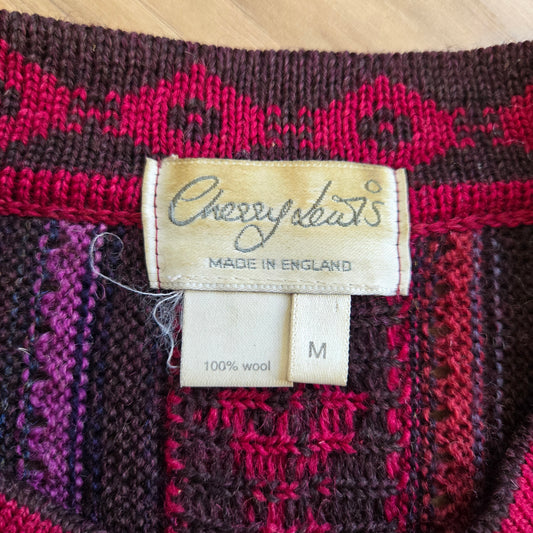 Cherry Lewis
MADE IN ENGLAND
100% wool
M